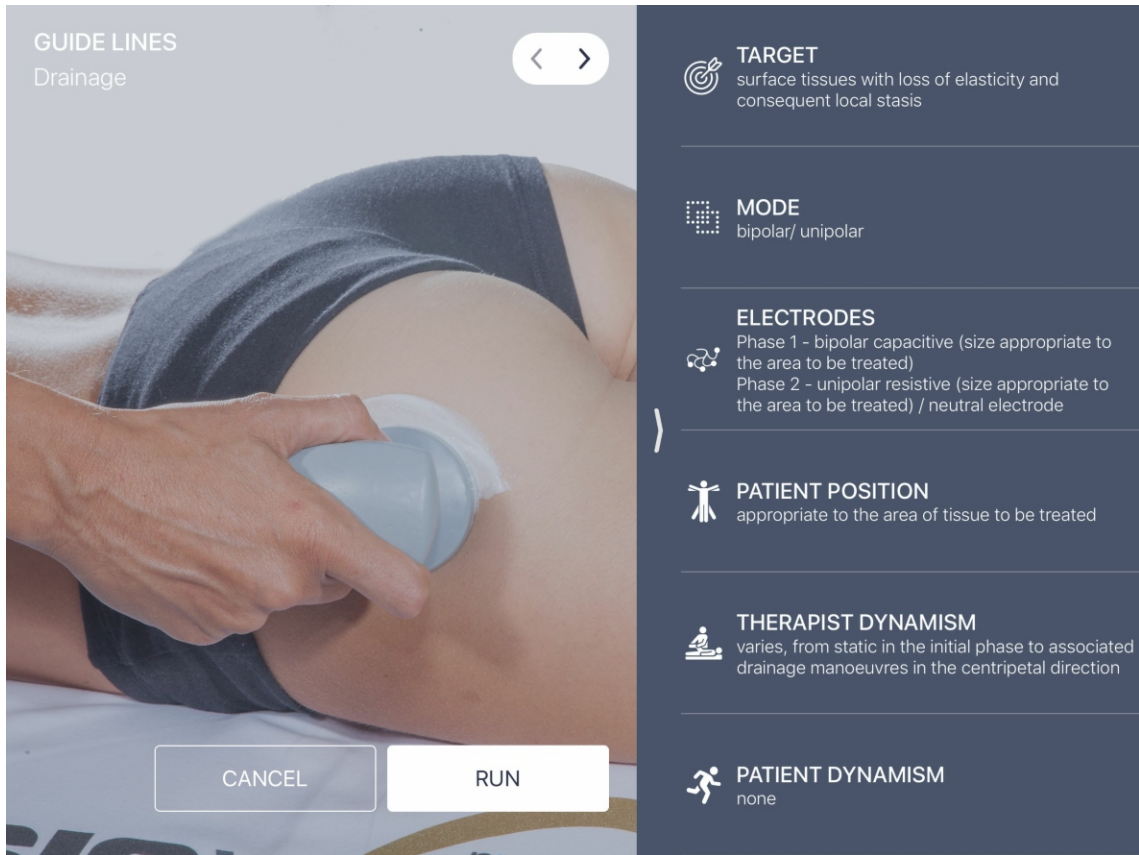 GUIDE LINES
Drainage
CANCEL
RUN
TARGET
surface tissues with loss of elasticity and
consequent local stasis
MODE
bipolar/ unipolar
ELECTRODES
Phase 1 - bipolar capacitive (size appropriate to
the area to be treated)
Phase 2 - unipolar resistive (size appropriate to
the area to be treated) / neutral electrode
PATIENT POSITION
appropriate to the area of tissue to be treated
THERAPIST DYNAMISM
varies, from static in the initial phase to associated
drainage manoeuvres in the centripetal direction
PATIENT DYNAMISM
none